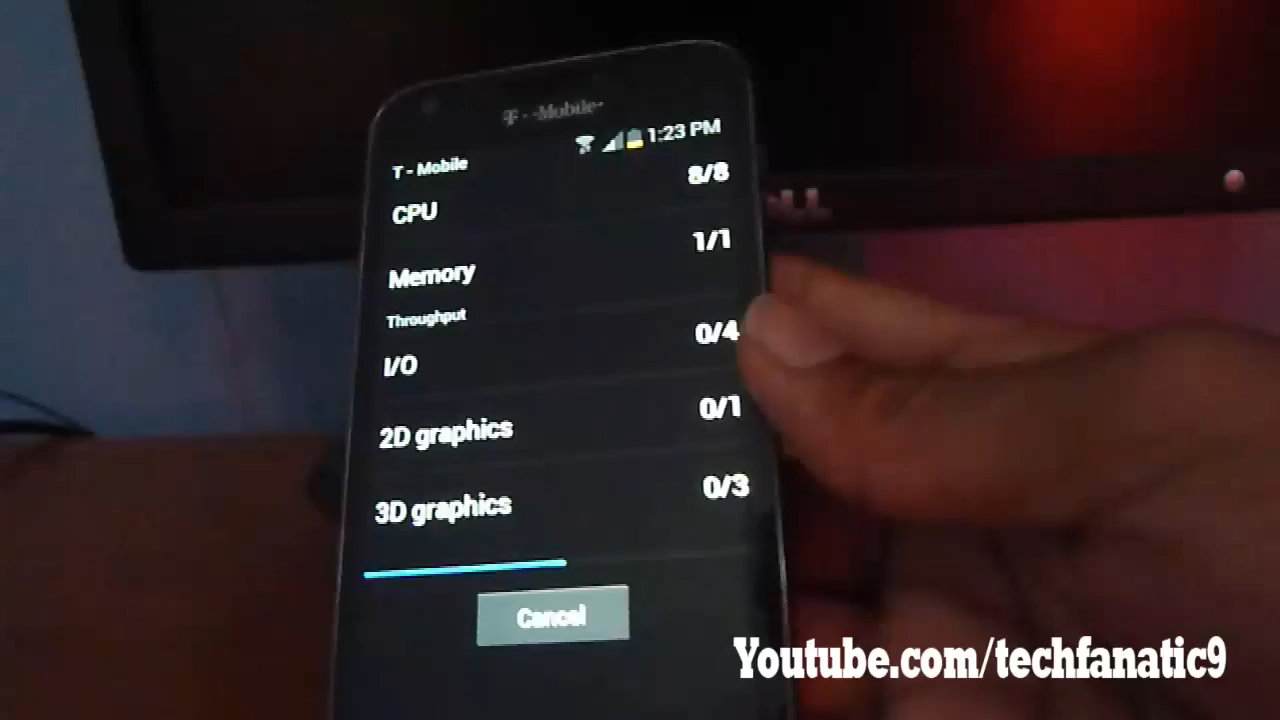 T··Mobile·
1:23 PM
T - Mobile
8/8
CPU
1/1
Memory
Throughput
0/4
I/O
0/1
2D graphics
0/3
3D graphics
Cancel
Youtube.com/techfanatic9